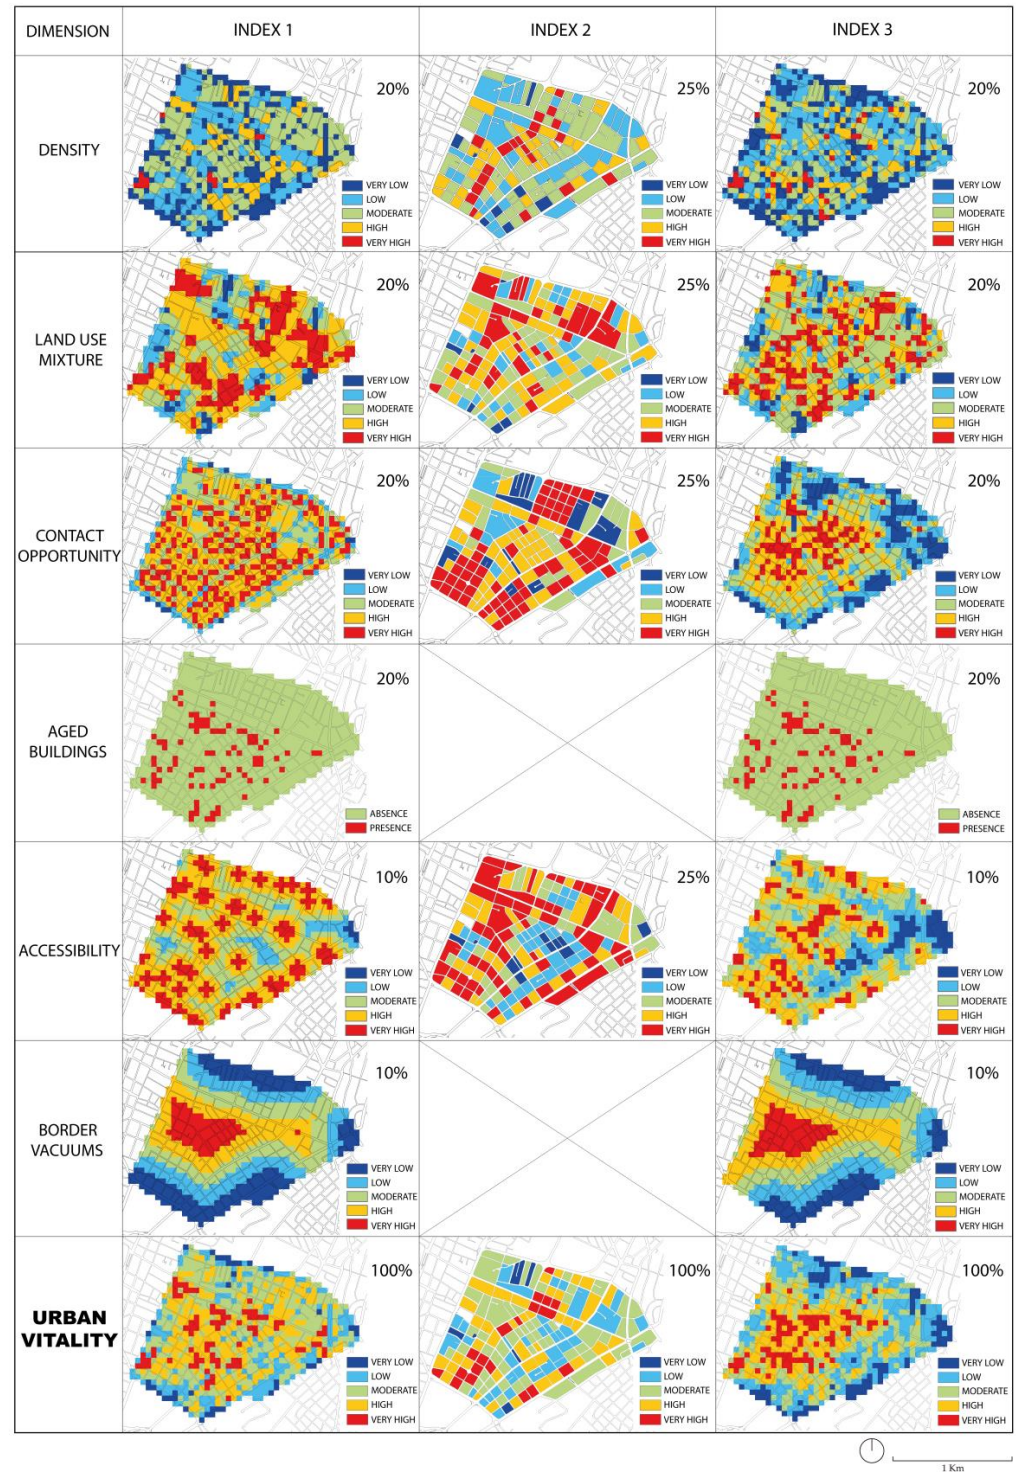 DIMENSION INDEX 1 INDEX 2 INDEX 3
DENSITY
20%
VERY LOW
LOW
MODERATE
HIGH
VERY HIGH
25%
VERY LOW
LOW
MODERATE
HIGH
VERY HIGH
20%
VERY LOW
LOW
MODERATE
HIGH
VERY HIGH
LAND USE
MIXTURE
20%
VERY LOW
LOW
MODERATE
HIGH
VERY HIGH
25%
VERY LOW
LOW
MODERATE
HIGH
VERY HIGH
20%
VERY LOW
LOW
MODERATE
HIGH
VERY HIGH
CONTACT
OPPORTUNITY
20%
VERY LOW
LOW
MODERATE
HIGH
VERY HIGH
25%
VERY LOW
LOW
MODERATE
HIGH
VERY HIGH
20%
VERY LOW
LOW
MODERATE
HIGH
VERY HIGH
AGED
BUILDINGS
20%
ABSENCE
PRESENCE
20%
ABSENCE
PRESENCE
ACCESSIBILITY
10%
VERY LOW
LOW
MODERATE
HIGH
VERY HIGH
25%
VERY LOW
LOW
MODERATE
HIGH
VERY HIGH
10%
VERY LOW
LOW
MODERATE
HIGH
VERY HIGH
BORDER
VACUUMS
10%
VERY LOW
LOW
MODERATE
HIGH
VERY HIGH
10%
VERY LOW
LOW
MODERATE
HIGH
VERY HIGH
URBAN
VITALITY
100%
VERY LOW
LOW
MODERATE
HIGH
VERY HIGH
100%
VERY LOW
LOW
MODERATE
HIGH
VERY HIGH
100%
VERY LOW
LOW
MODERATE
HIGH
VERY HIGH
1 Km